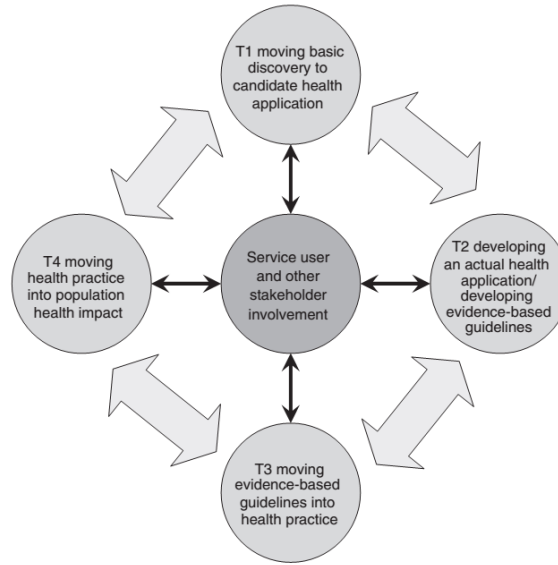 T1 moving basic
discovery to
candidate health
application
T4 moving
health practice
into population
health impact
Service user
and other
stakeholder
involvement
T2 developing
an actual health
application/
developing
evidence-based
guidelines
T3 moving
evidence-based
guidelines into
health practice